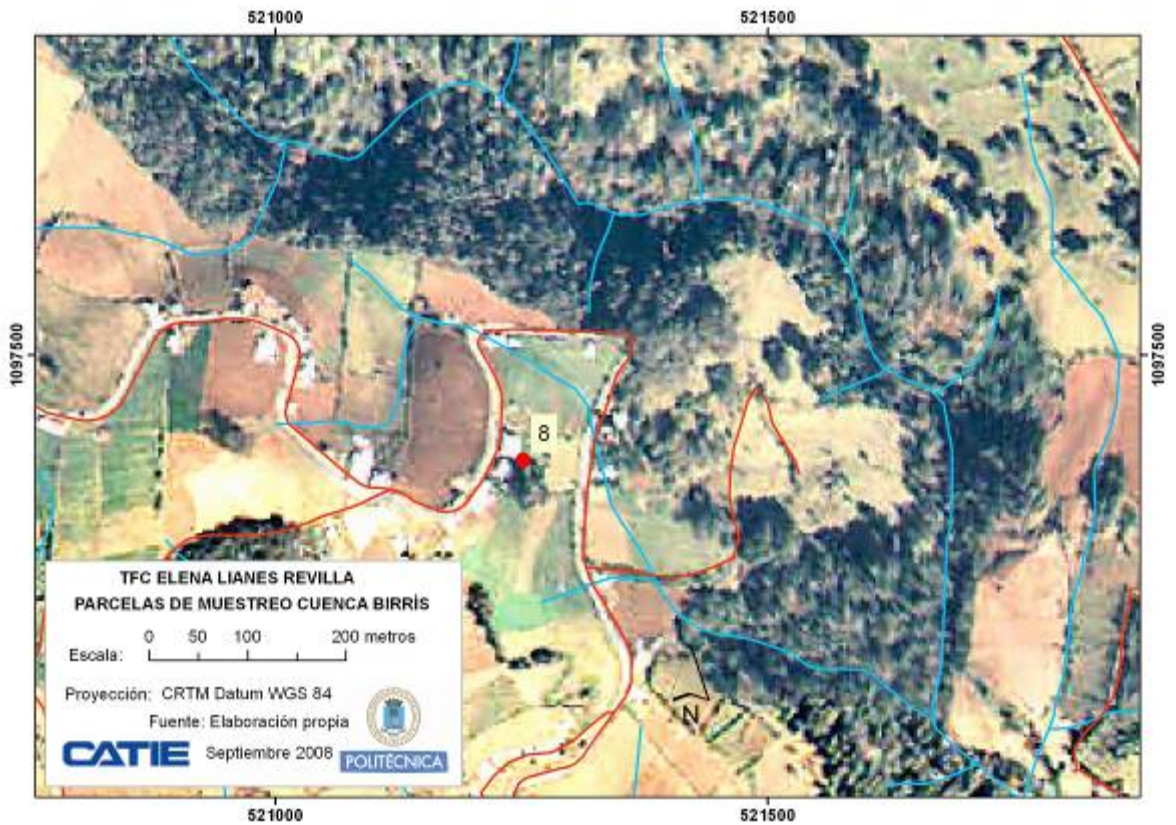 521000 521500
1097500 1097500
8
TFC ELENA LIANES REVILLA
PARCELAS DE MUESTREO CUENCA BIRRÍS
0 50 100 200 metros
Escala:
Proyección: CRTM Datum WGS 84
Fuente: Elaboración propia
CATIE Septiembre 2008 POLITÉCNICA
N
521000 521500